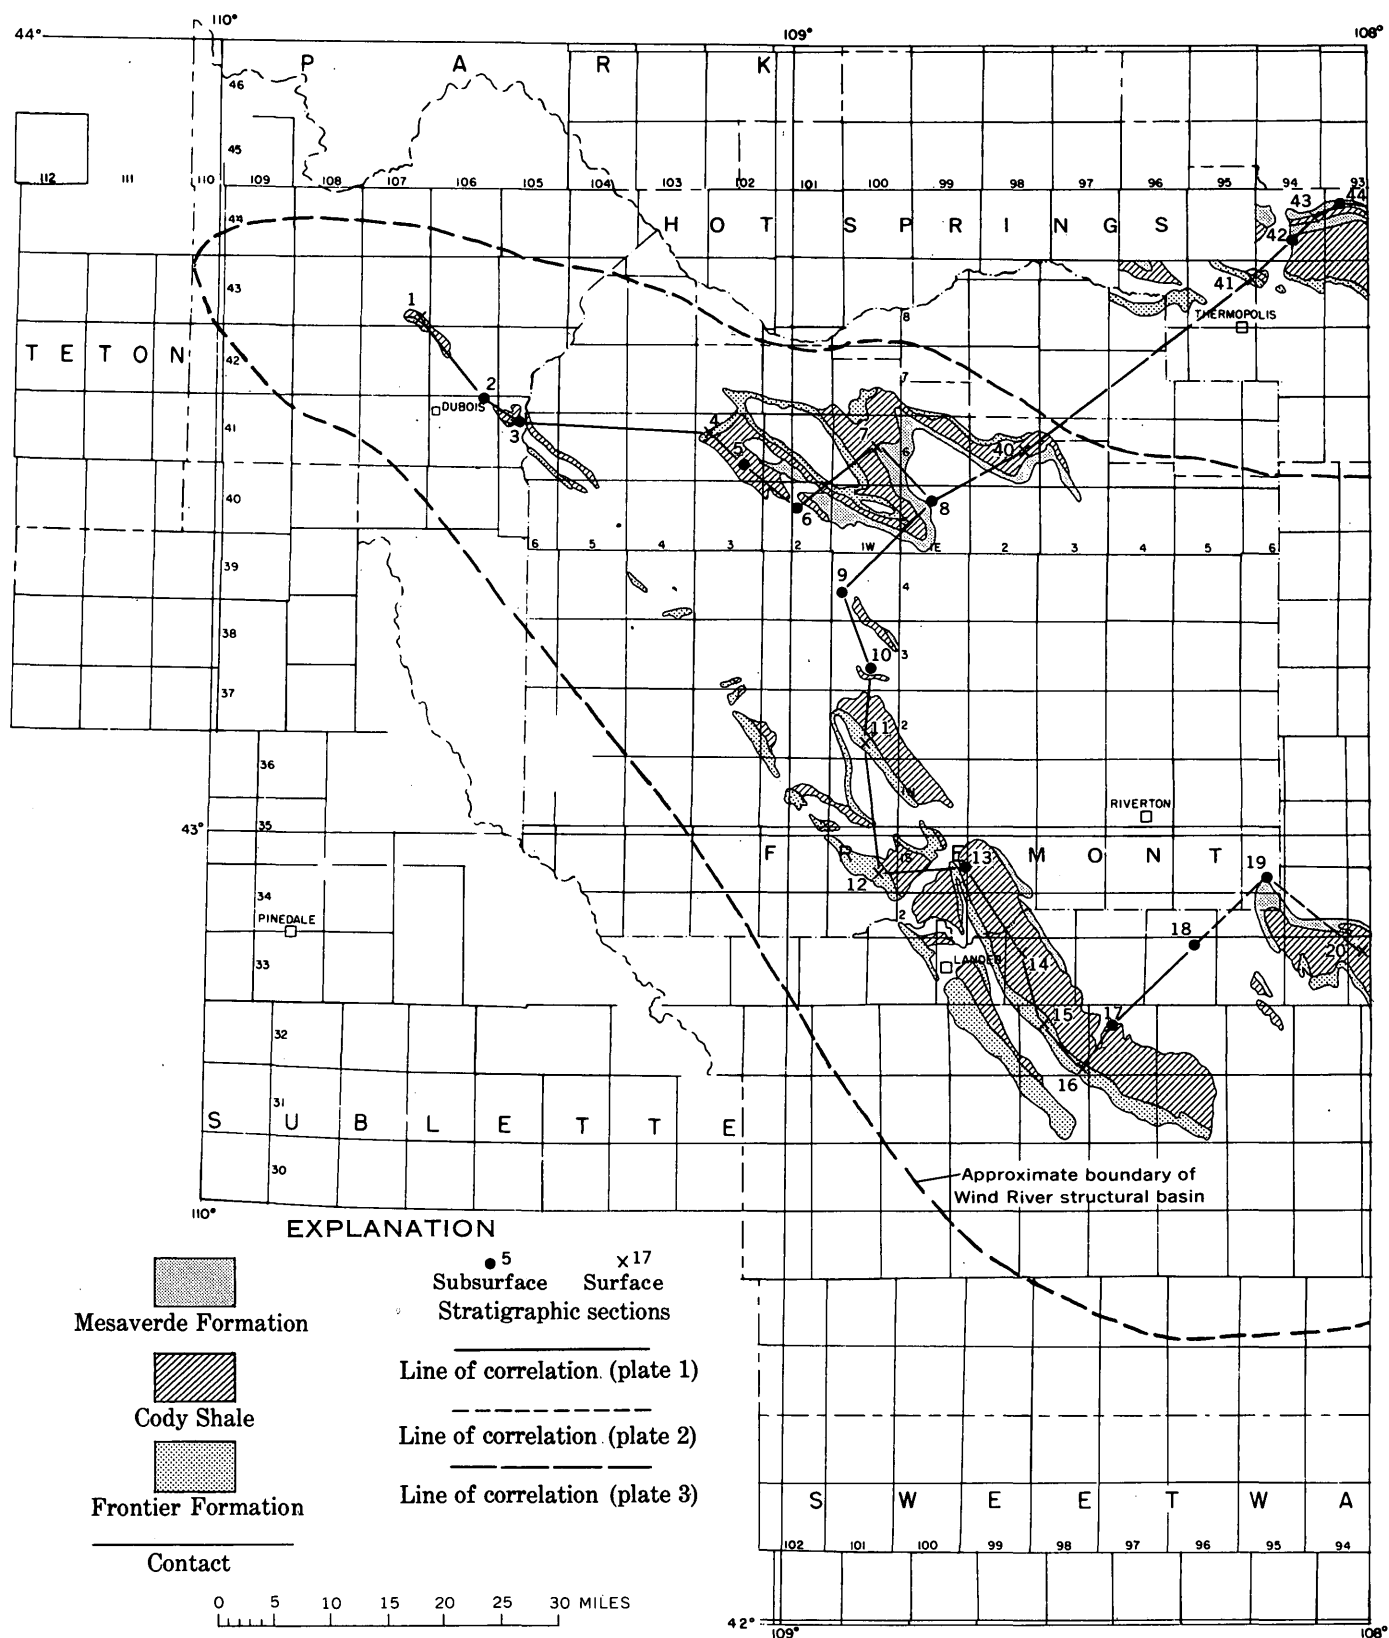 110°
44°
109°
108°
P A R K
46
45
112 111 110 109 108 107 106 105 104 103 102 101 100 99 98 97 96 95 94 93
44
43 44
H O T S P R I N G S
42
43
41
1
8
THERMOPOLIS
T E T O N
42
7
2
DUBOIS
3
41
4
7
5
6
40
40
6
8
6 5 4 3 2 1W 1E 2 3 4 5 6
39
9
4
38
10
3
37
11
2
36
1
RIVERTON
43°
35
F R E M O N T
1S
13
19
12
34
PINEDALE
2
18
20
33
LANDER
14
32
15
17
16
31
S U B L E T T E
30
Approximate boundary of
Wind River structural basin
110°
EXPLANATION
Mesaverde Formation
Cody Shale
Frontier Formation
Contact
5 17
Subsurface Surface
Stratigraphic sections
Line of correlation (plate 1)
Line of correlation (plate 2)
Line of correlation (plate 3)
S W E E T W A
102 101 100 99 98 97 96 95 94
0 5 10 15 20 25 30 MILES
42°
109°
108°